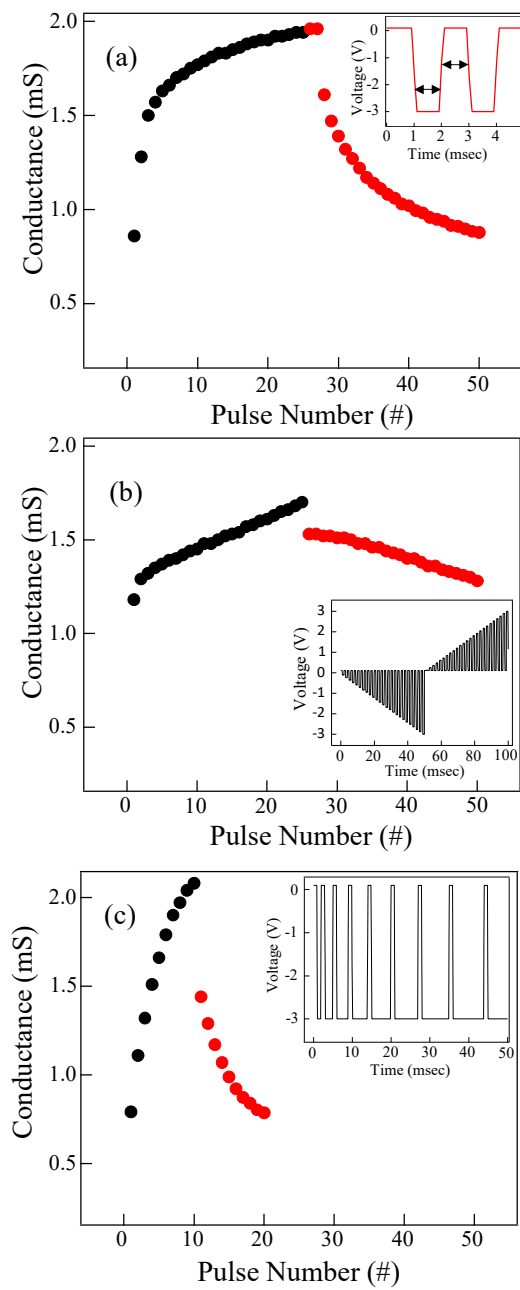 (a)
Conductance (mS)
2.0
1.5
1.0
0.5
0 10 20 30 40 50
Pulse Number (#)
Voltage (V)
0
-1
-2
-3
0 1 2 3 4
Time (msec)
(b)
Conductance (mS)
2.0
1.5
1.0
0.5
0 10 20 30 40 50
Pulse Number (#)
Voltage (V)
3
2
1
0
-1
-2
-3
0 20 40 60 80 100
Time (msec)
(c)
Conductance (mS)
2.0
1.5
1.0
0.5
0 10 20 30 40 50
Pulse Number (#)
Voltage (V)
0
-1
-2
-3
0 10 20 30 40 50
Time (msec)